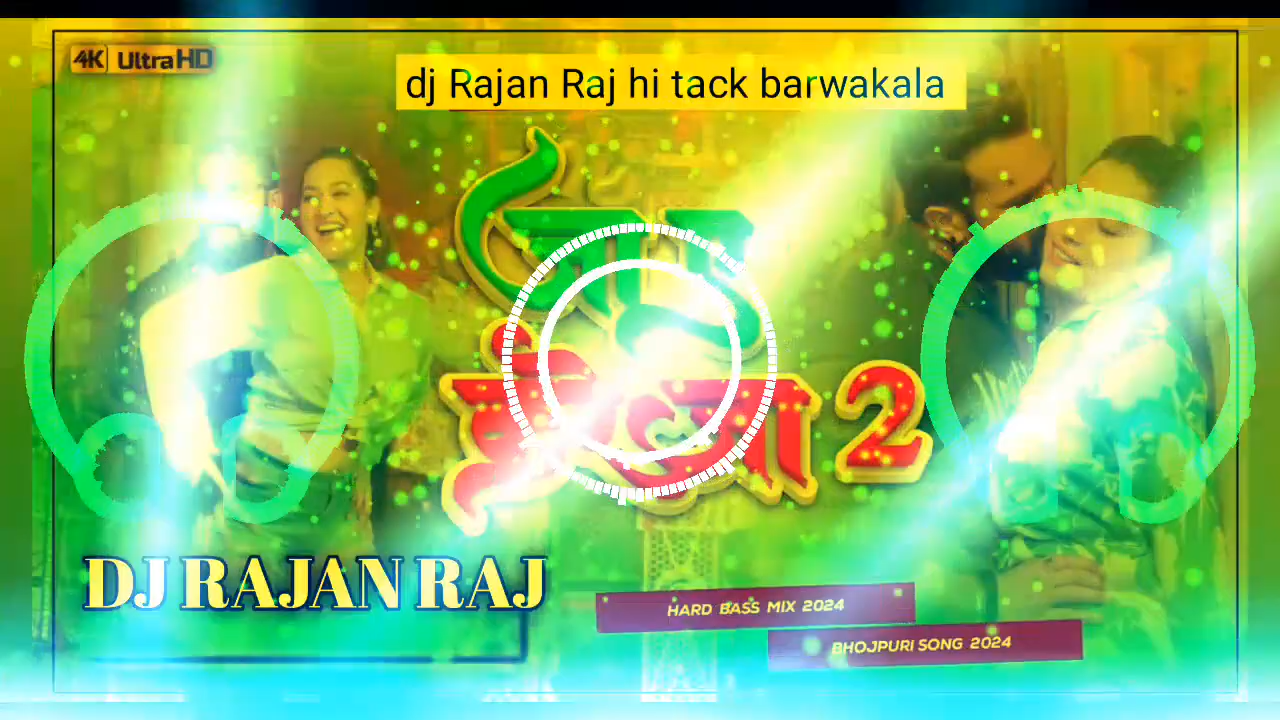 4K UltraHD
dj Rajan Raj hi tack barwakala
2
DJ RAJAN RAJ
HARD BASS MIX 2024
BHOJPURI SONG 2024